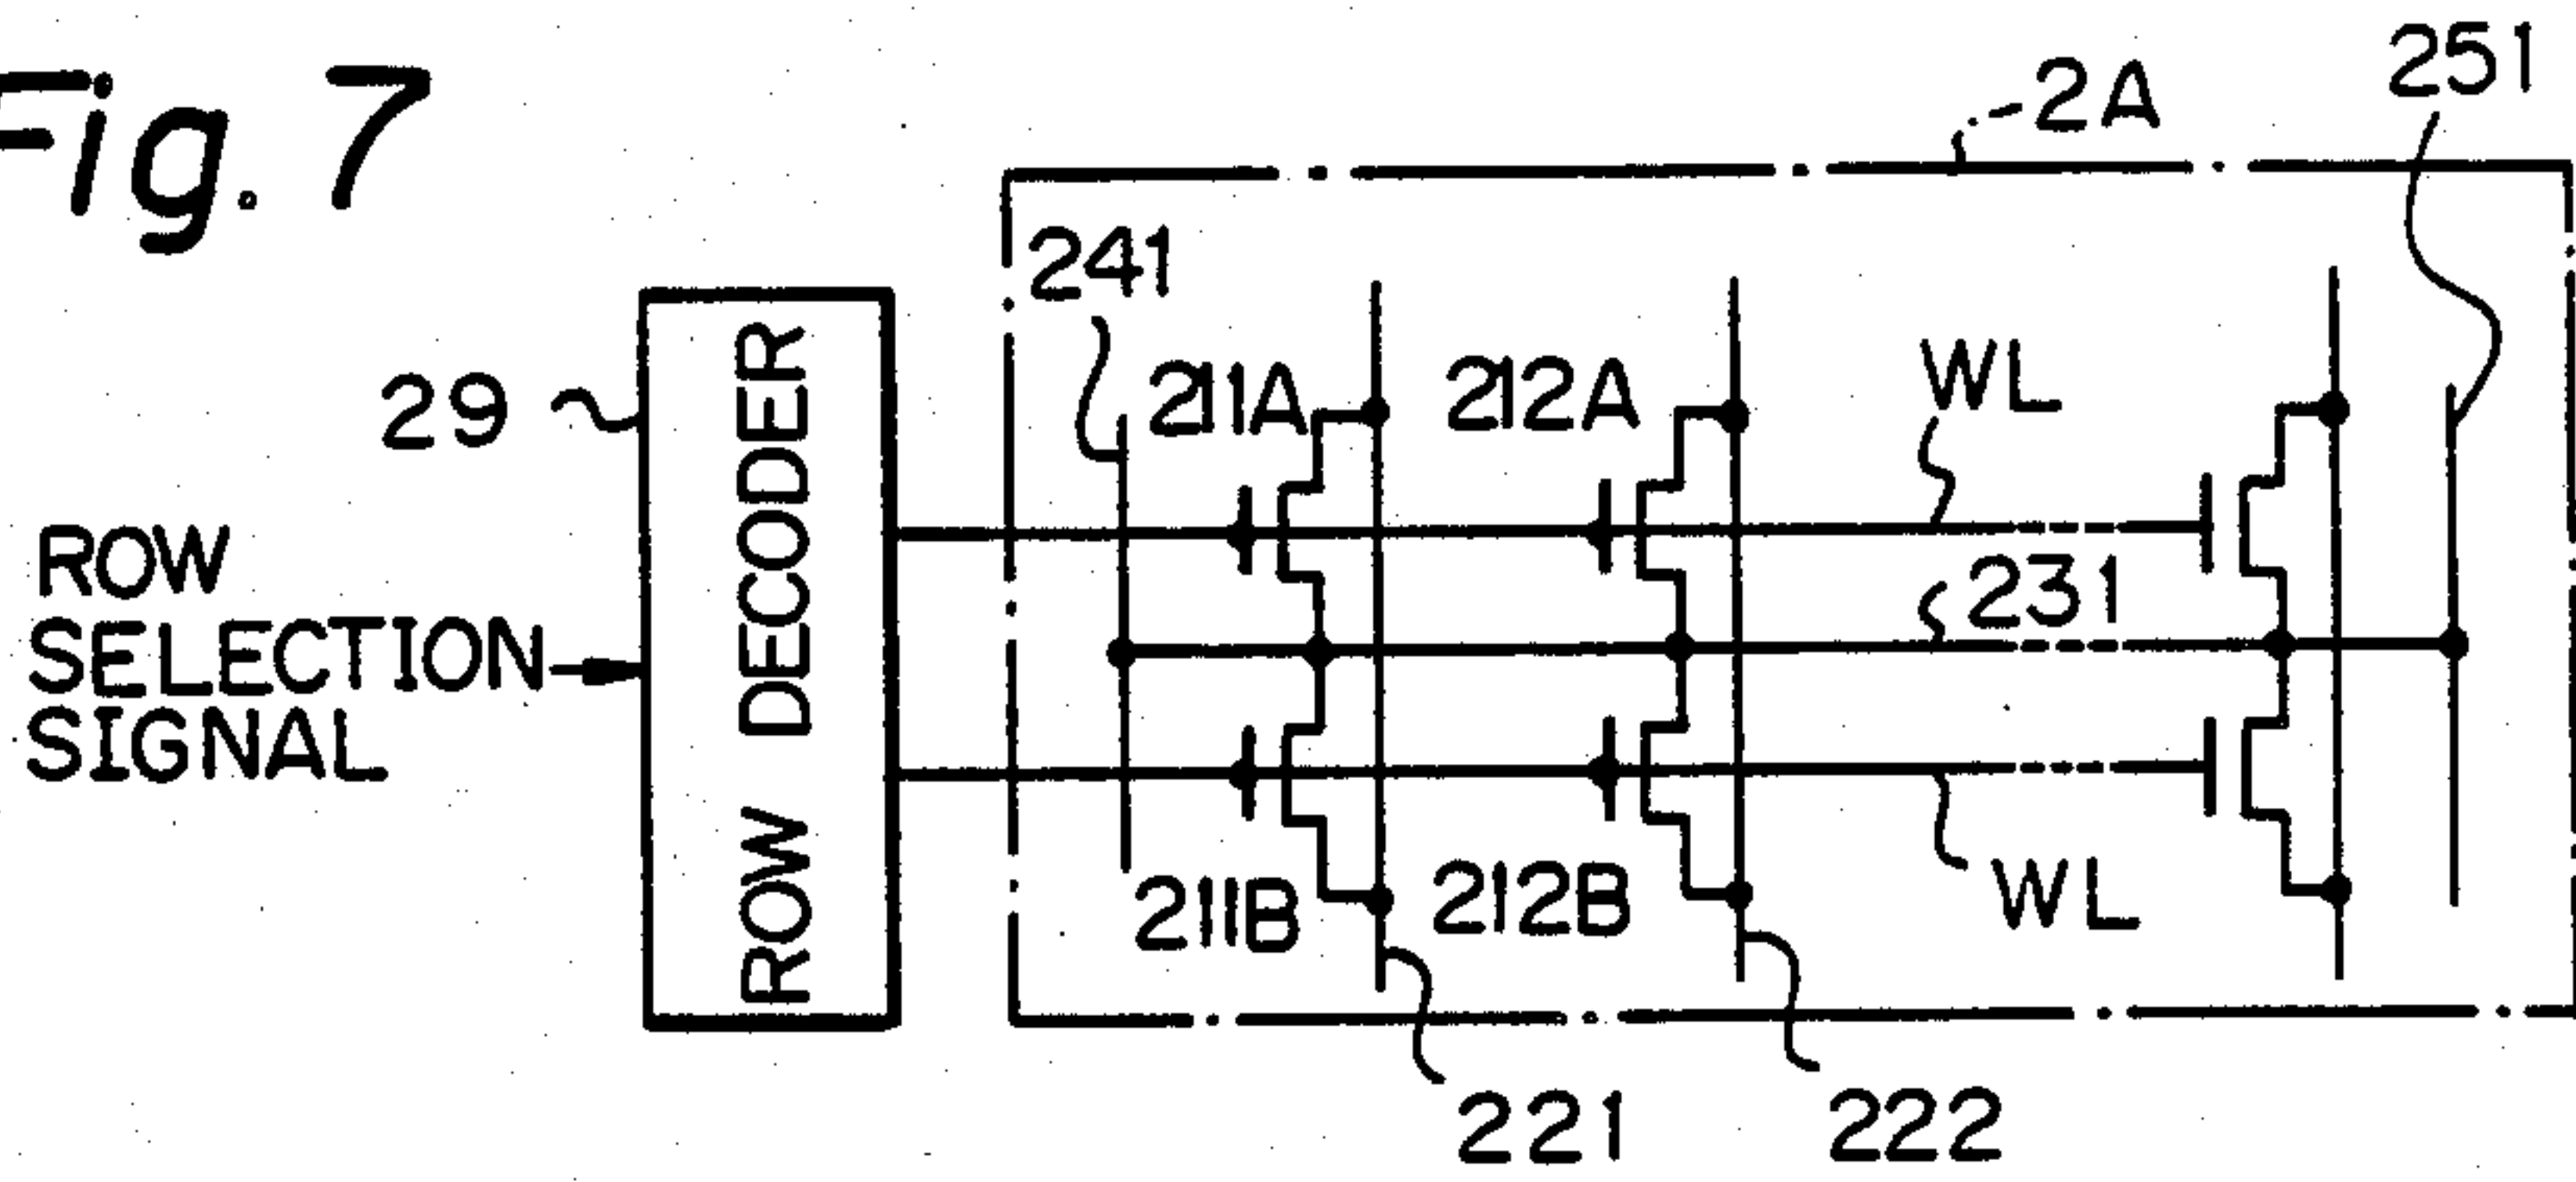 Fig. 7
2A
251
241
211A
212A
WL
29
ROW DECODER
ROW
SELECTION
SIGNAL
231
211B
212B
WL
221
222